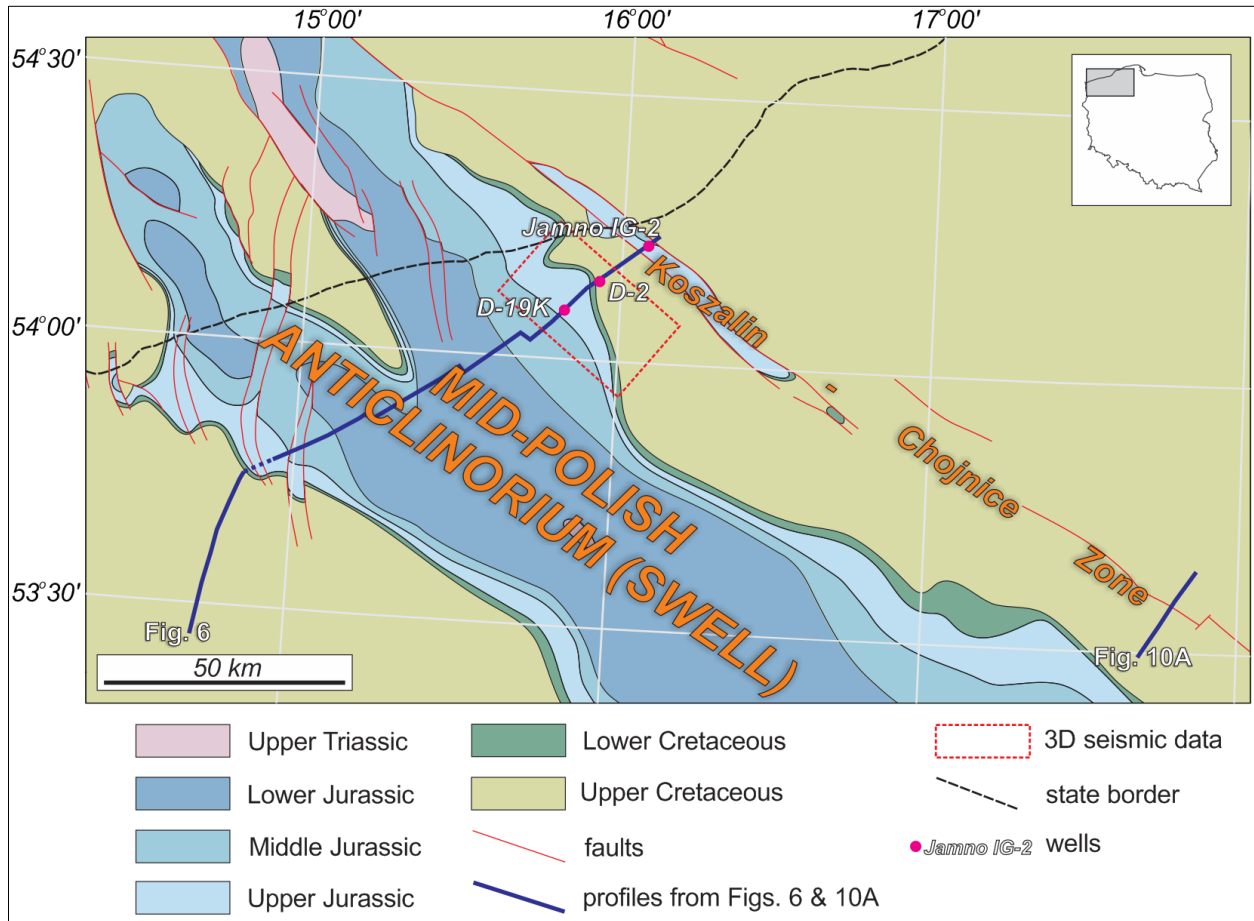 15°00'
16°00'
17°00'
54°30'
54°00'
53°30'
Jamno IG-2
D-2
D-19K
Koszalin
-
Chojnice
Zone
MID-POLISH
ANTICLINORIUM (SWELL)
Fig. 6
Fig. 10A
50 km
Upper Triassic
Lower Jurassic
Middle Jurassic
Upper Jurassic
Lower Cretaceous
Upper Cretaceous
faults
profiles from Figs. 6 & 10A
3D seismic data
state border
Jamno IG-2 wells